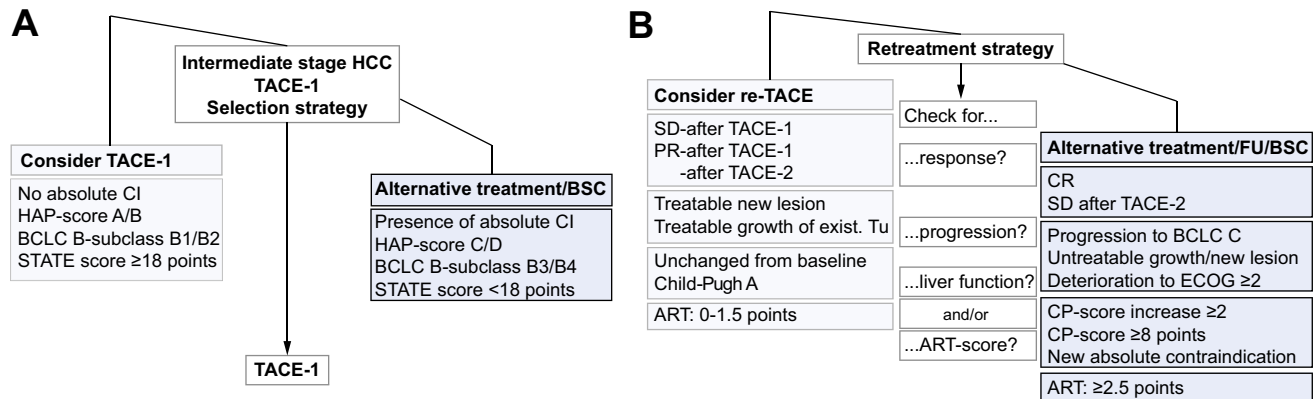 A
Intermediate stage HCC
TACE-1
Selection strategy
Consider TACE-1
No absolute CI
HAP-score A/B
BCLC B-subclass B1/B2
STATE score ≥18 points
Alternative treatment/BSC
Presence of absolute CI
HAP-score C/D
BCLC B-subclass B3/B4
STATE score <18 points
TACE-1
B
Retreatment strategy
Consider re-TACE
SD-after TACE-1
PR-after TACE-1
-after TACE-2
Treatable new lesion
Treatable growth of exist. Tu
Unchanged from baseline
Child-Pugh A
ART: 0-1.5 points
Check for...
...response?
...progression?
...liver function?
and/or
...ART-score?
Alternative treatment/FU/BSC
CR
SD after TACE-2
Progression to BCLC C
Untreatable growth/new lesion
Deterioration to ECOG ≥2
CP-score increase ≥2
CP-score ≥8 points
New absolute contraindication
ART: ≥2.5 points